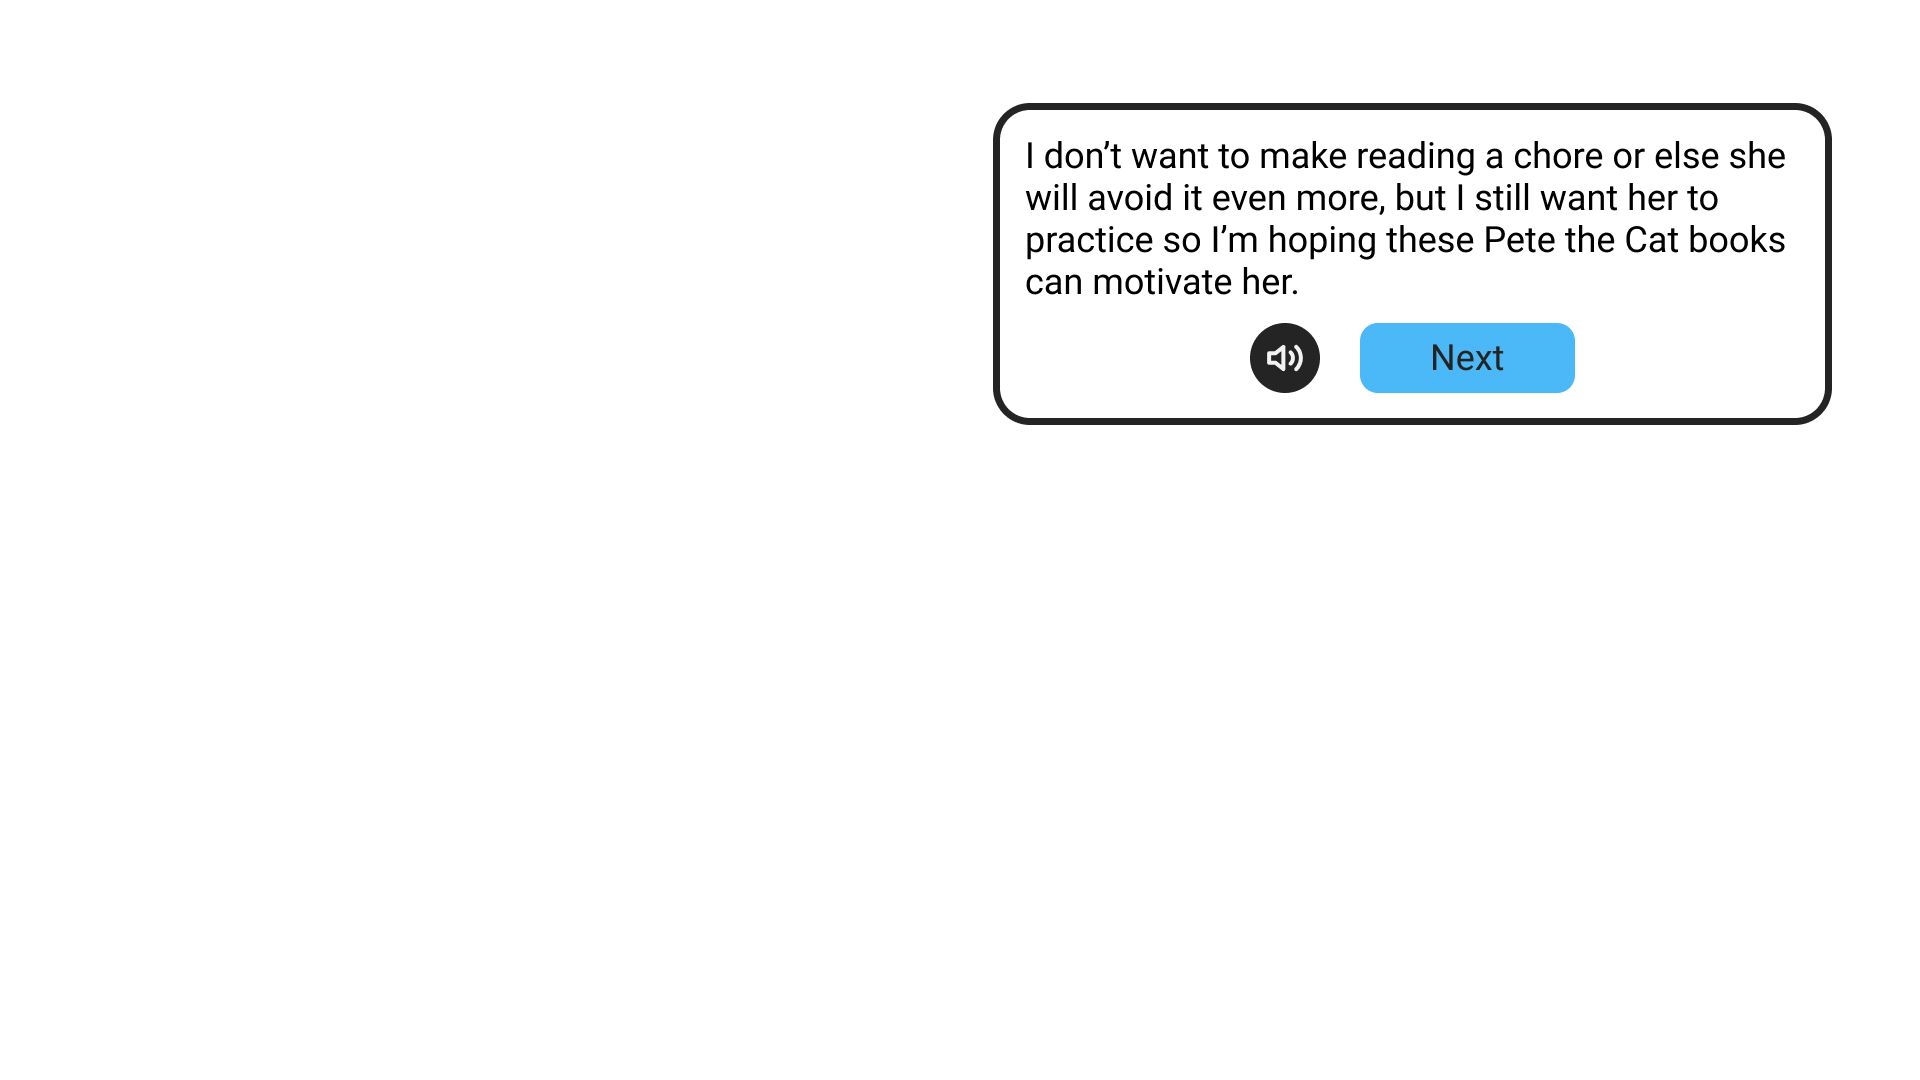 I don’t want to make reading a chore or else she
will avoid it even more, but I still want her to
practice so I’m hoping these Pete the Cat books
can motivate her.
Next